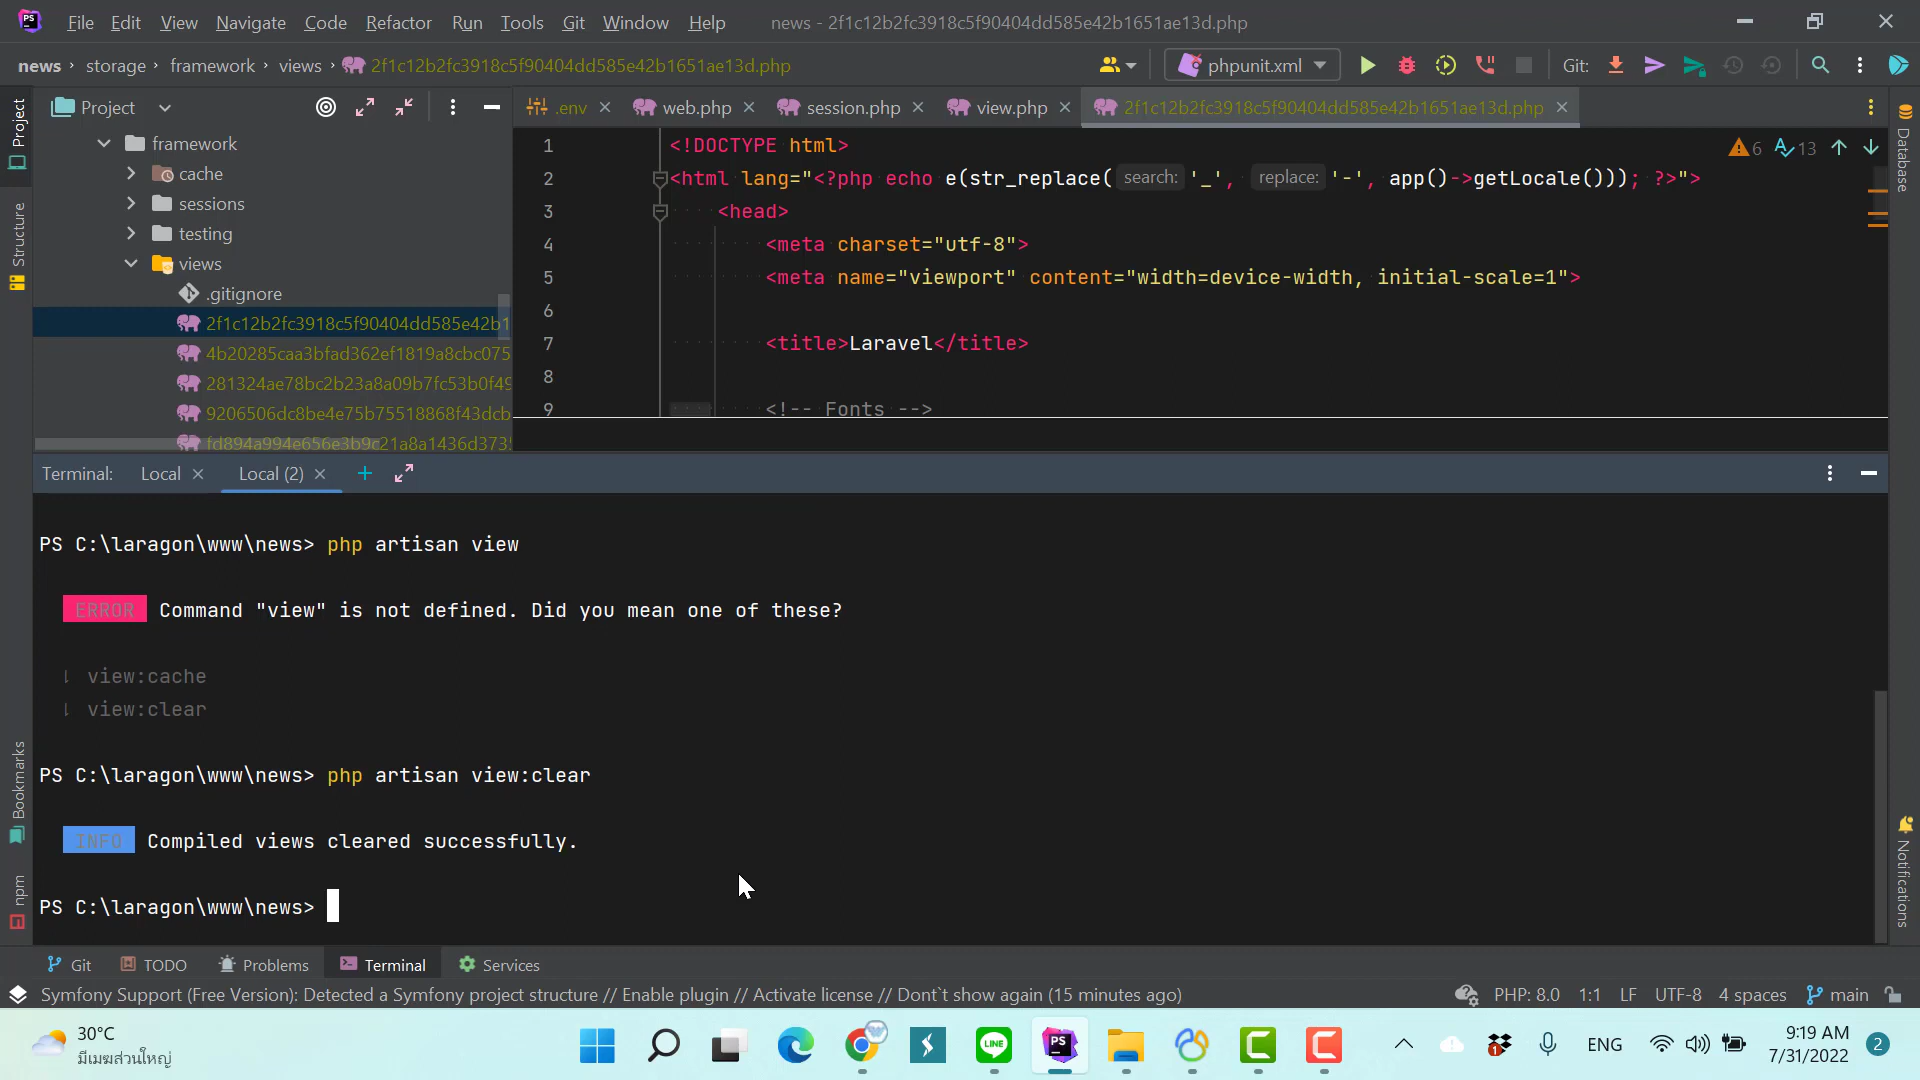 File Edit View Navigate Code Refactor Run Tools Git Window Help news - 2f1c12b2fc3918c5f90404dd585e42b1651ae13d.php
news › storage › framework › views › 2f1c12b2fc3918c5f90404dd585e42b1651ae13d.php phpunit.xml Git:
Project .env web.php session.php view.php 2f1c12b2fc3918c5f90404dd585e42b1651ae13d.php
Project
Structure
Bookmarks
npm
framework
cache
sessions
testing
views
.gitignore
2f1c12b2fc3918c5f90404dd585e42b1
4b20285caa3bfad362ef1819a8cbc075
281324ae78bc2b23a8a09b7fc53b0f49
9206506dc8be4e75b75518868f43dcb
fd894a994e656e3b9c21a8a1436d373
1 <!DOCTYPE html>
2 <html lang="<?php echo e(str_replace( search: '_', replace: '-', app()->getLocale())); ?>">
3 <head>
4 <meta charset="utf-8">
5 <meta name="viewport" content="width=device-width, initial-scale=1">
6
7 <title>Laravel</title>
8
9 <!-- Fonts -->
6 13
Database
Notifications
Terminal: Local Local (2)
PS C:\laragon\www\news> php artisan view
ERROR Command "view" is not defined. Did you mean one of these?
⇂ view:cache
⇂ view:clear
PS C:\laragon\www\news> php artisan view:clear
INFO Compiled views cleared successfully.
PS C:\laragon\www\news>
Git TODO Problems Terminal Services
Symfony Support (Free Version): Detected a Symfony project structure // Enable plugin // Activate license // Dont`t show again (15 minutes ago) PHP: 8.0 1:1 LF UTF-8 4 spaces main
30°C
มีเมฆส่วนใหญ่
PS
LINE
1
ENG
9:19 AM
7/31/2022
2